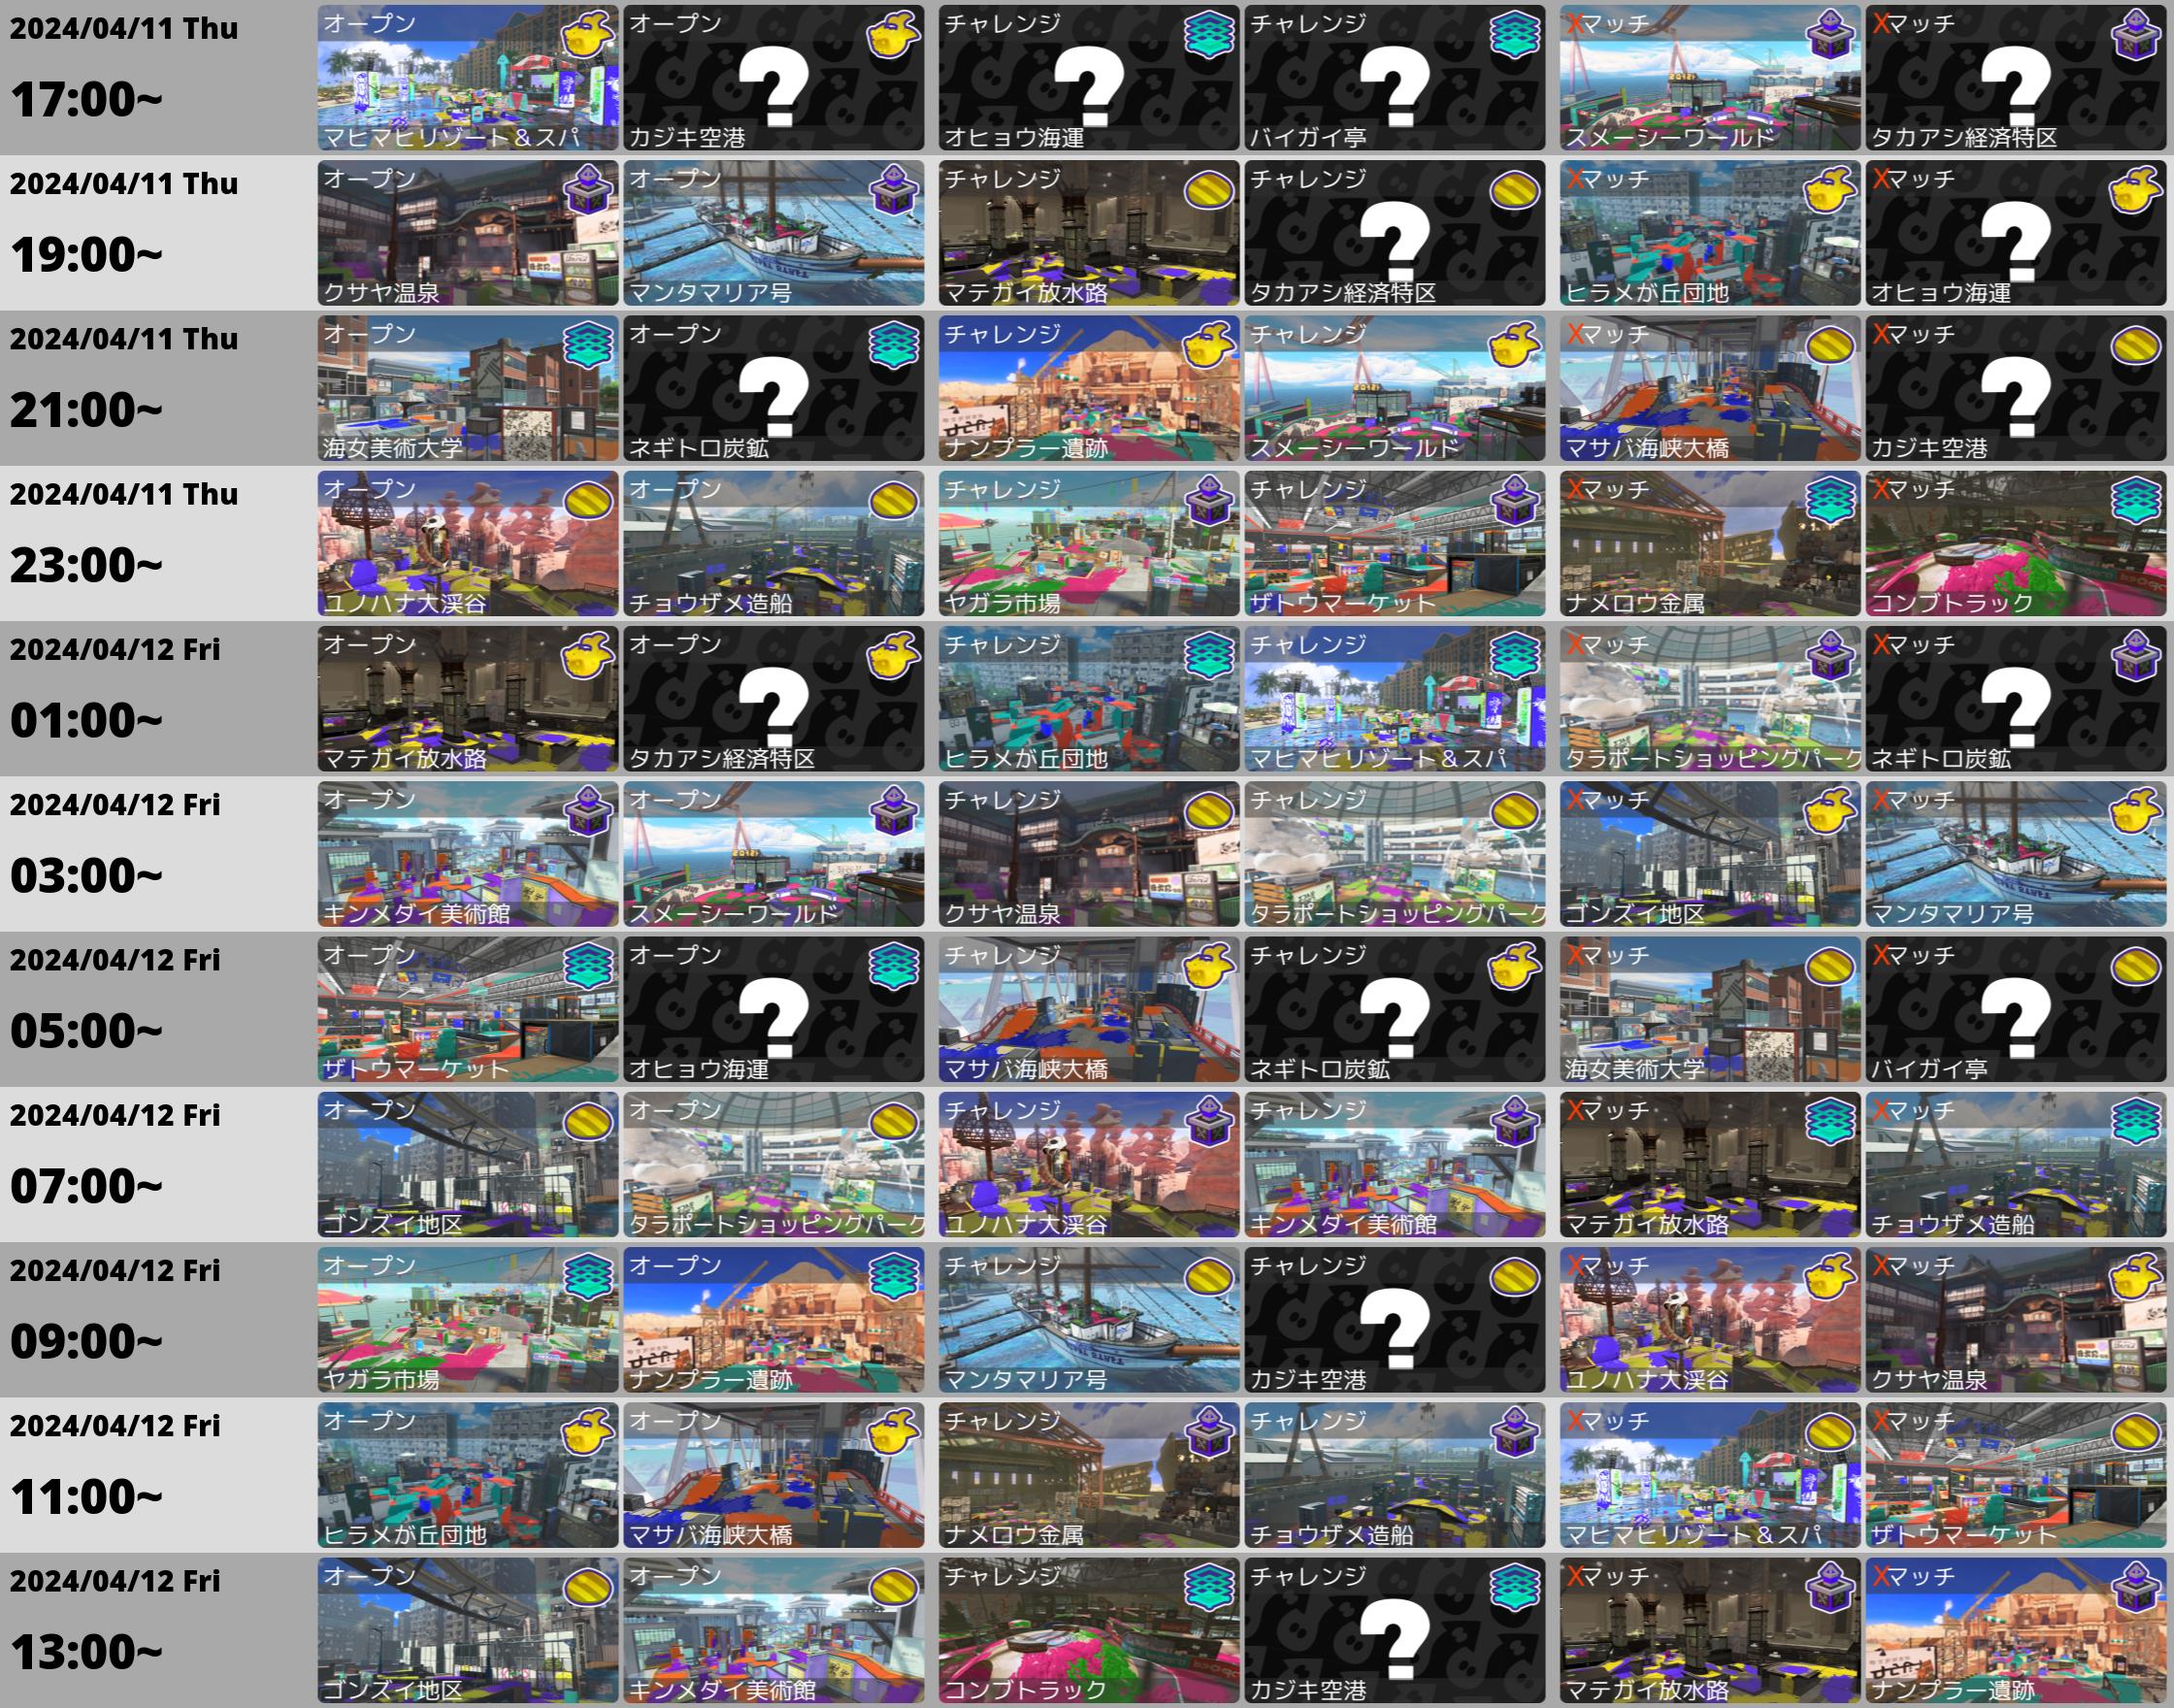 2024/04/11 Thu
17:00~
オープン
マヒマヒリゾート＆スパ
オープン
カジキ空港
チャレンジ
オヒョウ海運
チャレンジ
バイガイ亭
Xマッチ
スメーシーワールド
Xマッチ
タカアシ経済特区
2024/04/11 Thu
19:00~
オープン
クサヤ温泉
オープン
マンタマリア号
チャレンジ
マテガイ放水路
チャレンジ
タカアシ経済特区
Xマッチ
ヒラメが丘団地
Xマッチ
オヒョウ海運
2024/04/11 Thu
21:00~
オープン
海女美術大学
オープン
ネギトロ炭鉱
チャレンジ
ナンプラー遺跡
チャレンジ
スメーシーワールド
Xマッチ
マサバ海峡大橋
Xマッチ
カジキ空港
2024/04/11 Thu
23:00~
オープン
ユノハナ大渓谷
オープン
チョウザメ造船
チャレンジ
ヤガラ市場
チャレンジ
ザトウマーケット
Xマッチ
ナメロウ金属
Xマッチ
コンブトラック
2024/04/12 Fri
01:00~
オープン
マテガイ放水路
オープン
タカアシ経済特区
チャレンジ
ヒラメが丘団地
チャレンジ
マヒマヒリゾート＆スパ
Xマッチ
タラポートショッピングパーク
Xマッチ
ネギトロ炭鉱
2024/04/12 Fri
03:00~
オープン
キンメダイ美術館
オープン
スメーシーワールド
チャレンジ
クサヤ温泉
チャレンジ
タラポートショッピングパーク
Xマッチ
ゴンズイ地区
Xマッチ
マンタマリア号
2024/04/12 Fri
05:00~
オープン
ザトウマーケット
オープン
オヒョウ海運
チャレンジ
マサバ海峡大橋
チャレンジ
ネギトロ炭鉱
Xマッチ
海女美術大学
Xマッチ
バイガイ亭
2024/04/12 Fri
07:00~
オープン
ゴンズイ地区
オープン
タラポートショッピングパーク
チャレンジ
ユノハナ大渓谷
チャレンジ
キンメダイ美術館
Xマッチ
マテガイ放水路
Xマッチ
チョウザメ造船
2024/04/12 Fri
09:00~
オープン
ヤガラ市場
オープン
ナンプラー遺跡
チャレンジ
マンタマリア号
チャレンジ
カジキ空港
Xマッチ
ユノハナ大渓谷
Xマッチ
クサヤ温泉
2024/04/12 Fri
11:00~
オープン
ヒラメが丘団地
オープン
マサバ海峡大橋
チャレンジ
ナメロウ金属
チャレンジ
チョウザメ造船
Xマッチ
マヒマヒリゾート＆スパ
Xマッチ
ザトウマーケット
2024/04/12 Fri
13:00~
オープン
ゴンズイ地区
オープン
キンメダイ美術館
チャレンジ
コンブトラック
チャレンジ
カジキ空港
Xマッチ
マテガイ放水路
Xマッチ
ナンプラー遺跡